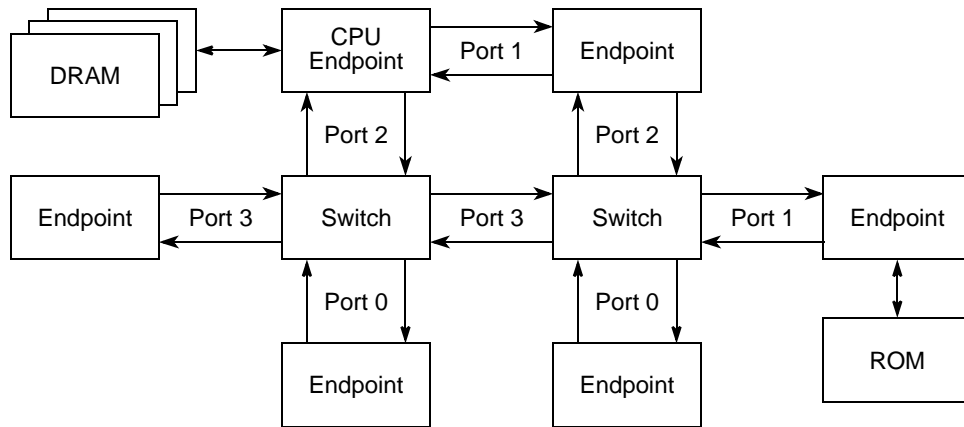 CPU
Endpoint
DRAM
Port 1
Endpoint
Port 2
Port 2
Endpoint
Port 3
Switch
Port 3
Switch
Port 1
Endpoint
Port 0
Port 0
Endpoint
Endpoint
ROM